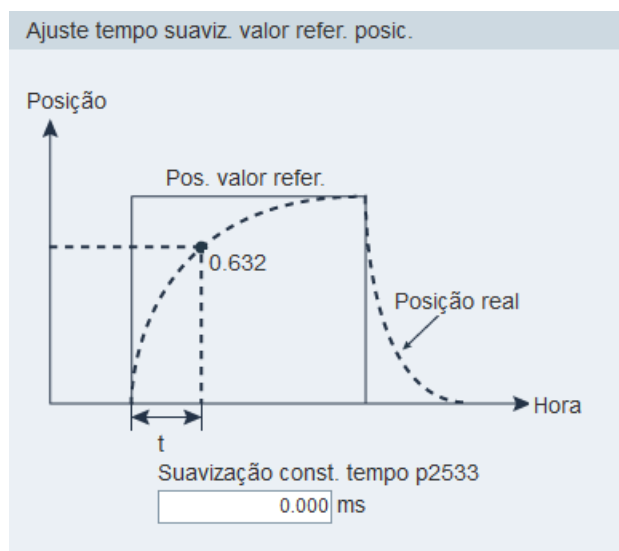 Ajuste tempo suaviz. valor refer. posic.
Posição
Pos. valor refer.
0.632
Posição real
Hora
t
Suavização const. tempo p2533
0.000 ms